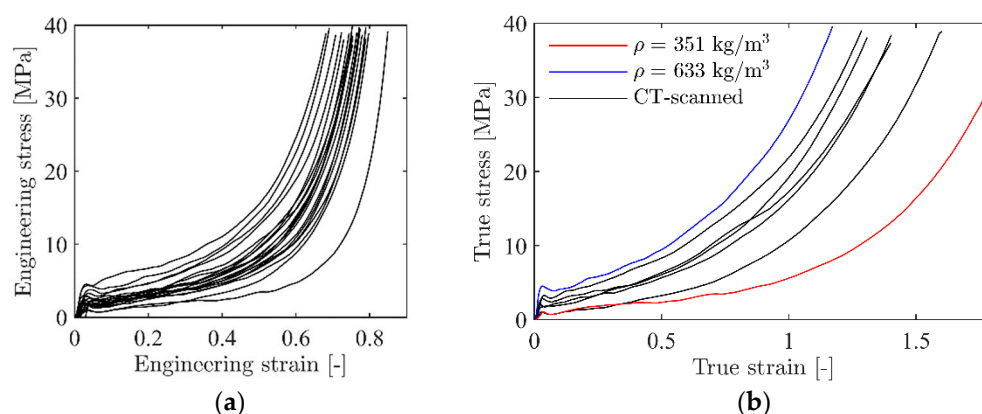 40
30
20
10
0
0 0.2 0.4 0.6 0.8
Engineering stress [MPa]
Engineering strain [-]
(a)
40
30
20
10
0
0 0.5 1 1.5
True stress [MPa]
True strain [-]
ρ = 351 kg/m³
ρ = 633 kg/m³
CT-scanned
(b)